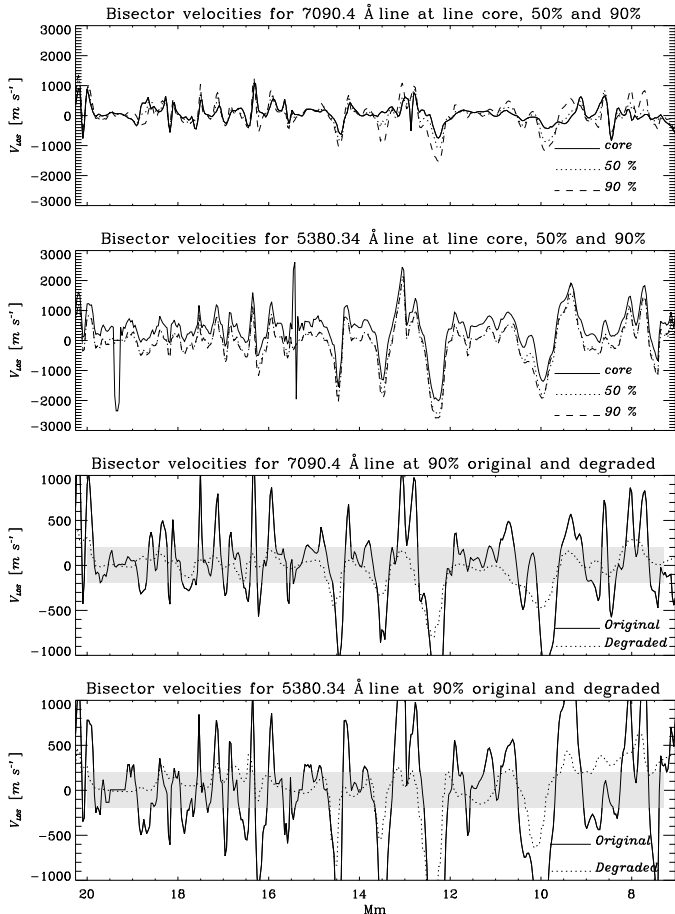 Bisector velocities for 7090.4 Å line at line core, 50% and 90%
3000
2000
1000
0
−1000
−2000
−3000
V_LOS [m s⁻¹]
core
50 %
90 %
Bisector velocities for 5380.34 Å line at line core, 50% and 90%
3000
2000
1000
0
−1000
−2000
−3000
V_LOS [m s⁻¹]
core
50 %
90 %
Bisector velocities for 7090.4 Å line at 90% original and degraded
1000
500
0
−500
−1000
V_LOS [m s⁻¹]
Original
Degraded
Bisector velocities for 5380.34 Å line at 90% original and degraded
1000
500
0
−500
−1000
V_LOS [m s⁻¹]
Original
Degraded
20 18 16 14 12 10 8
Mm